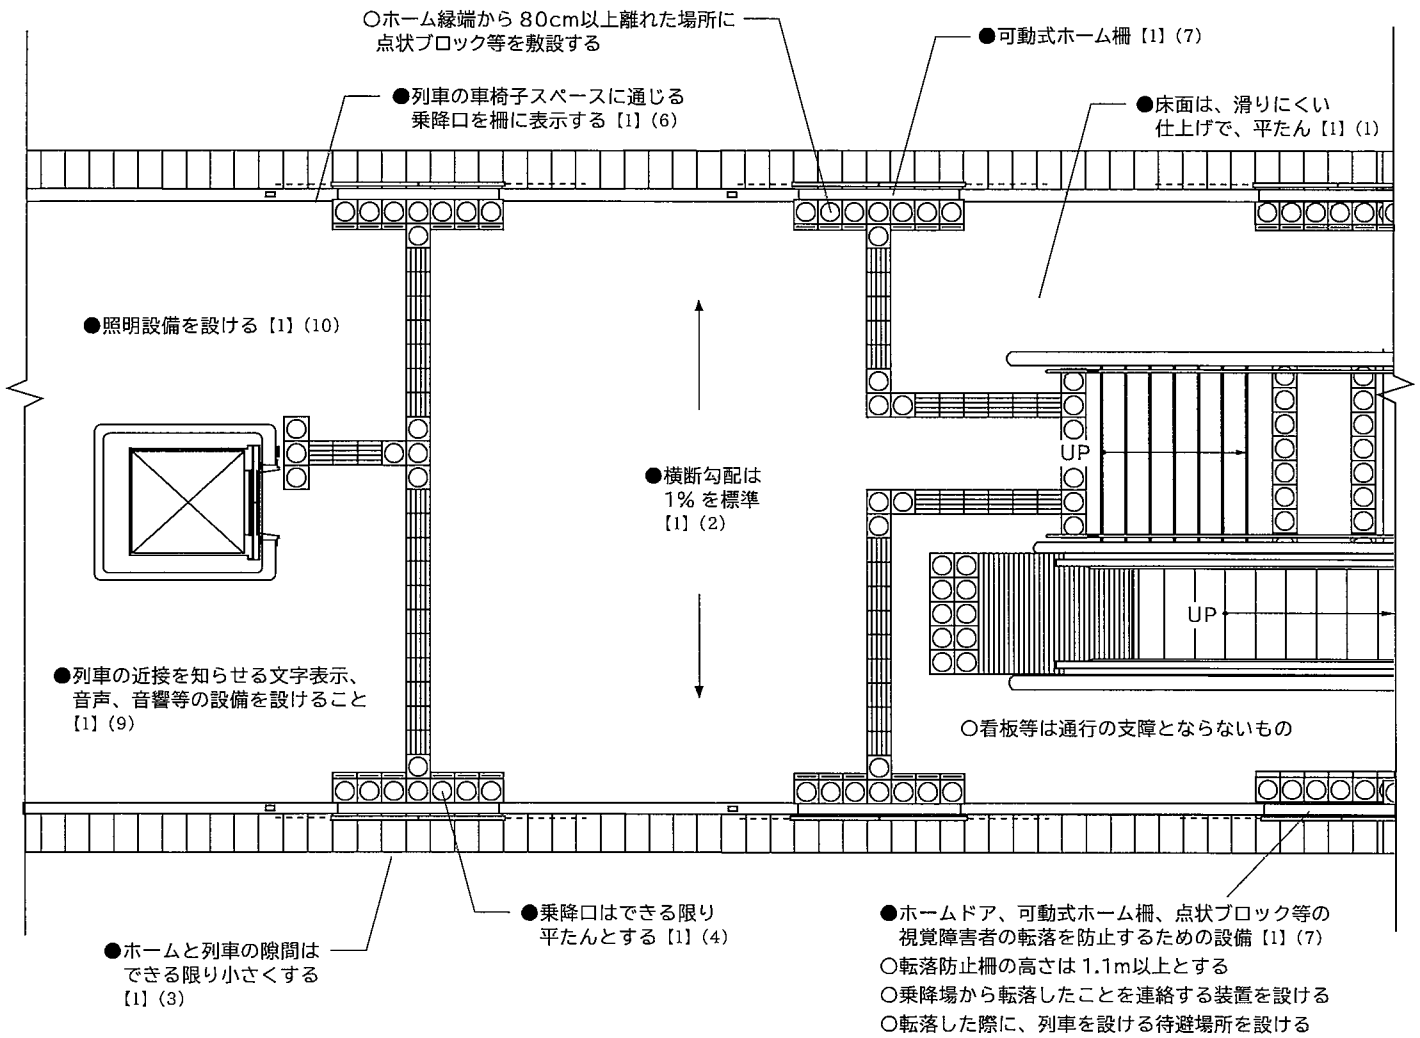 ○ホーム縁端から80cm以上離れた場所に
点状ブロック等を敷設する
●可動式ホーム柵【1】(7)
●列車の車椅子スペースに通じる
乗降口を柵に表示する【1】(6)
●床面は、滑りにくい
仕上げで、平たん【1】(1)
●照明設備を設ける【1】(10)
UP
●横断勾配は
1% を標準
【1】(2)
UP
●列車の近接を知らせる文字表示、
音声、音響等の設備を設けること
【1】(9)
○看板等は通行の支障とならないもの
●乗降口はできる限り
平たんとする【1】(4)
●ホームと列車の隙間は
できる限り小さくする
【1】(3)
●ホームドア、可動式ホーム柵、点状ブロック等の
視覚障害者の転落を防止するための設備【1】(7)
○転落防止柵の高さは1.1m以上とする
○乗降場から転落したことを連絡する装置を設ける
○転落した際に、列車を設ける待避場所を設ける